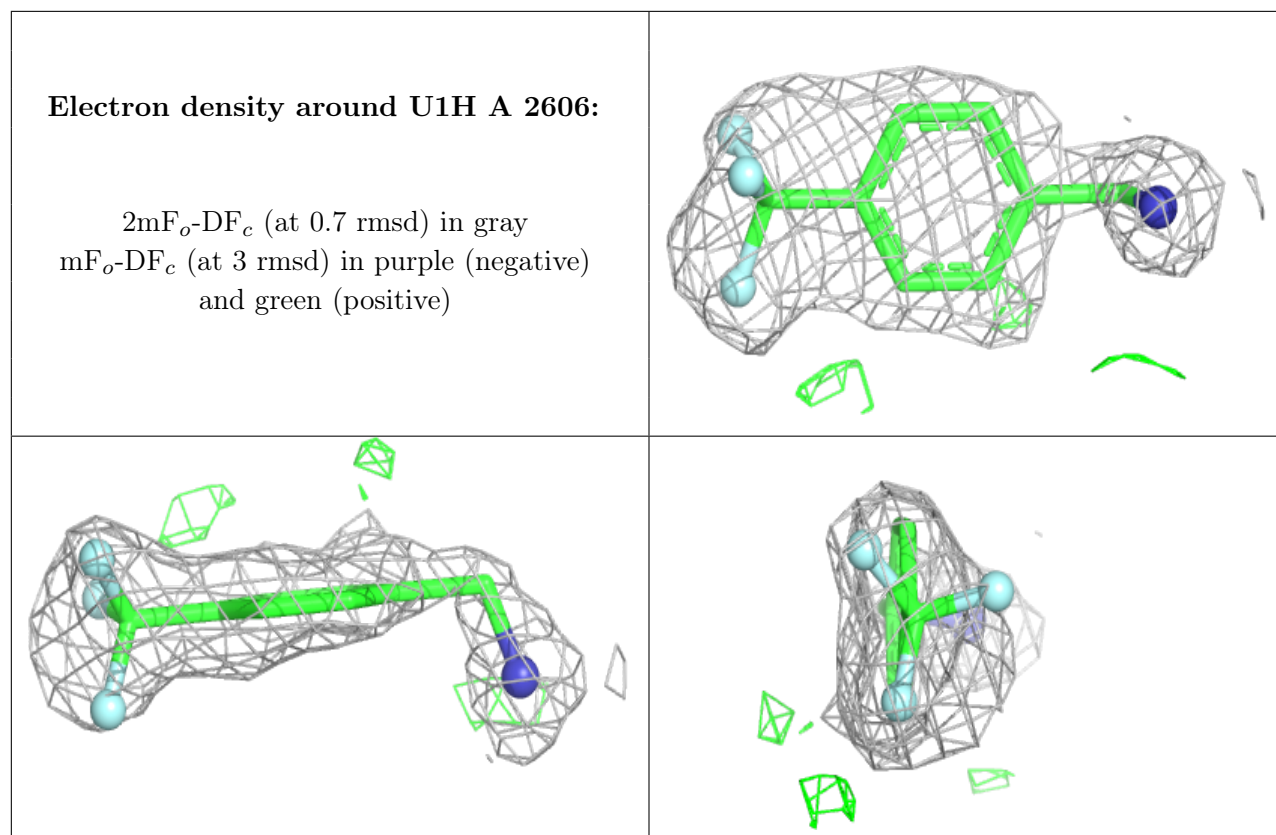 Electron density around U1H A 2606:
2mFo-DFc (at 0.7 rmsd) in gray
mFo-DFc (at 3 rmsd) in purple (negative)
and green (positive)